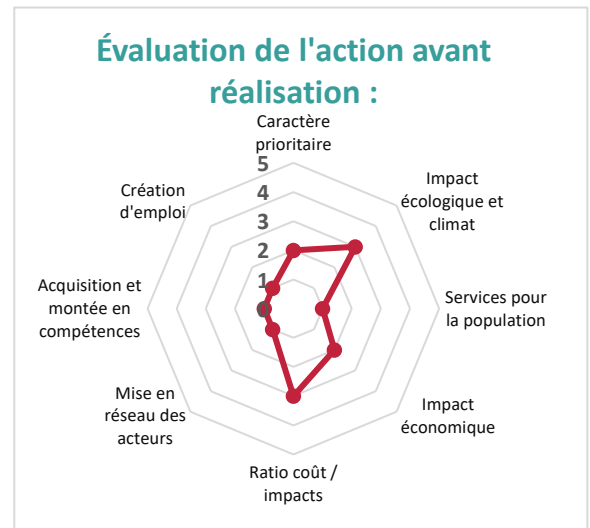 Évaluation de l'action avant
réalisation :
Caractère
prioritaire
5
4
3
2
1
0
Impact
écologique et
climat
Services pour
la population
Impact
économique
Ratio coût /
impacts
Mise en
réseau des
acteurs
Acquisition et
montée en
compétences
Création
d'emploi